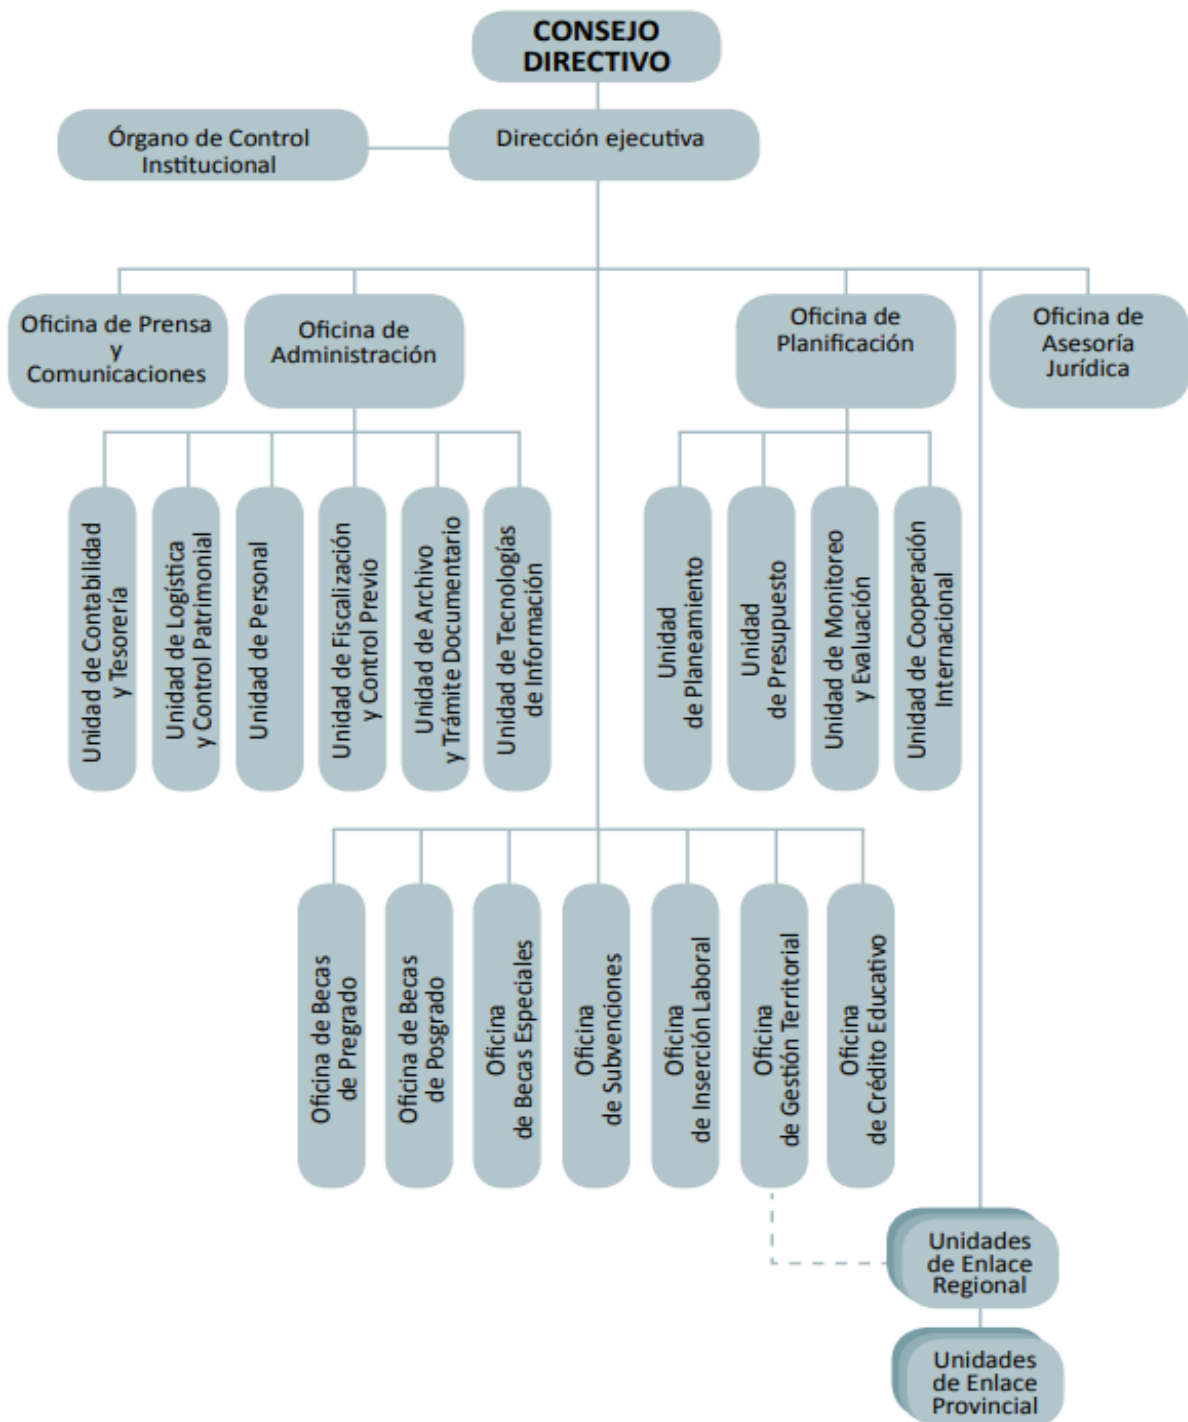 CONSEJO
DIRECTIVO
Órgano de Control
Institucional
Dirección ejecutiva
Oficina de Prensa
y
Comunicaciones
Oficina de
Administración
Oficina de
Planificación
Oficina de
Asesoría
Jurídica
Unidad de Contabilidad
y Tesorería
Unidad de Logística
y Control Patrimonial
Unidad de Personal
Unidad de Fiscalización
y Control Previo
Unidad de Archivo
y Trámite Documentario
Unidad de Tecnologías
de Información
Unidad
de Planeamiento
Unidad
de Presupuesto
Unidad de Monitoreo
y Evaluación
Unidad de Cooperación
Internacional
Oficina de Becas
de Pregrado
Oficina de Becas
de Posgrado
Oficina
de Becas Especiales
Oficina
de Subvenciones
Oficina
de Inserción Laboral
Oficina
de Gestión Territorial
Oficina
de Crédito Educativo
Unidades
de Enlace
Regional
Unidades
de Enlace
Provincial